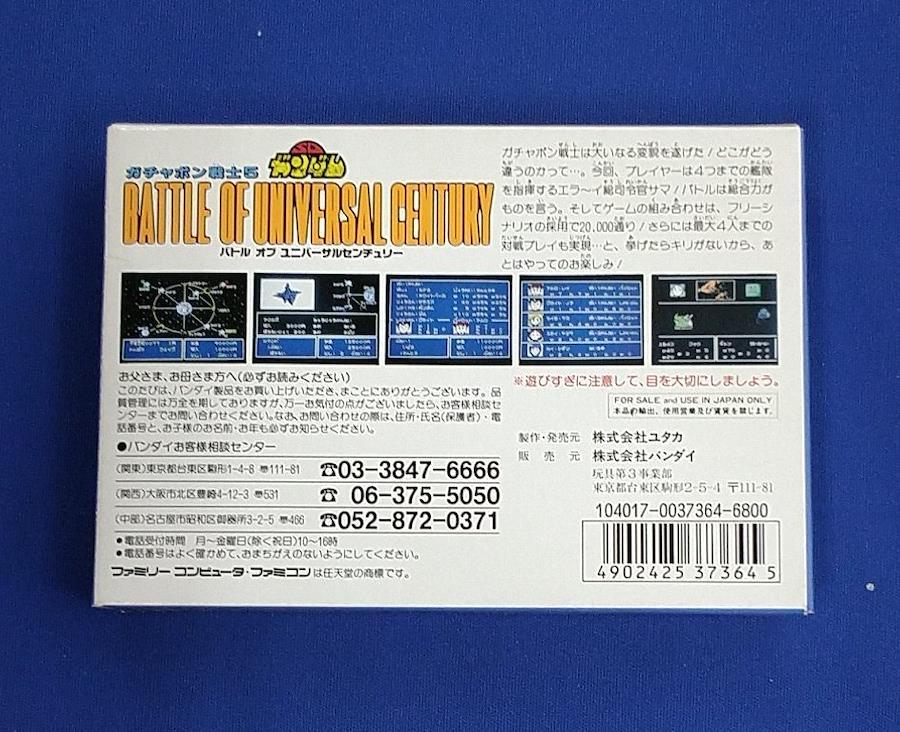 SD
ガンダム
ガチャポン戦士5
BATTLE OF UNIVERSAL CENTURY
バトル オブ ユニバーサルセンチュリー
ガチャポン戦士は大いなる変貌を遂げた!どこがどう
違うのかって…。今回、プレイヤーは4つまでの艦隊
を指揮するエラ〜イ総司令官サマ!バトルは総合力が
ものを言う。そしてゲームの組み合わせは、フリーシ
ナリオの採用で20.000通り!さらには最大4人までの
対戦プレイも実現…と、挙げたらキリがないから、あ
とはやってのお楽しみ!
お父さま、お母さま方へ(必ずお読みください)
このたびは、バンダイ製品をお買い上げいただき、まことにありがとうございます。品
質管理には万全を期しておりますが、万一お気付の点がございましたら、お客様相談セ
ンターまでお問い合わせください。なお、お問い合わせの際は、住所・氏名(保護者)・電
話番号と、お子様のお名前・お年も必ずお知らせください。
●バンダイお客様相談センター
(関東)東京都台東区駒形1-4-8 〒111-81 ☎03-3847-6666
(関西)大阪市北区豊崎4-12-3 〒531 ☎06-375-5050
(中部)名古屋市昭和区御器所3-2-5 〒466 ☎052-872-0371
●電話受付時間 月〜金曜日(除く祝日)10〜16時
●電話番号はよく確かめて、おまちがえのないようにしてください。
ファミリーコンピュータ・ファミコンは任天堂の商標です。
※遊びすぎに注意して、目を大切にしましょう。
FOR SALE and USE IN JAPAN ONLY
本品の輸出、使用営業及び賃貸を禁じます。
製作・発売元 株式会社ユタカ
販売元 株式会社バンダイ
玩具第3事業部
東京都台東区駒形2-5-4 〒111-81
104017-0037364-6800
4902425 373645